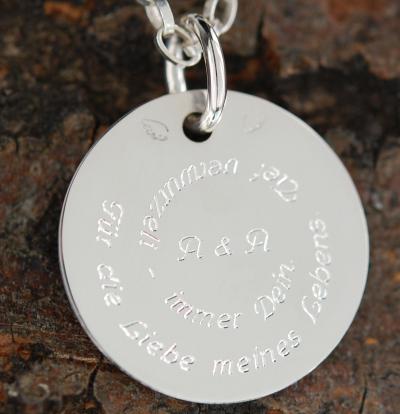 Für die Liebe meines Lebens.
Tief verwurzelt - immer Dein.
A & A